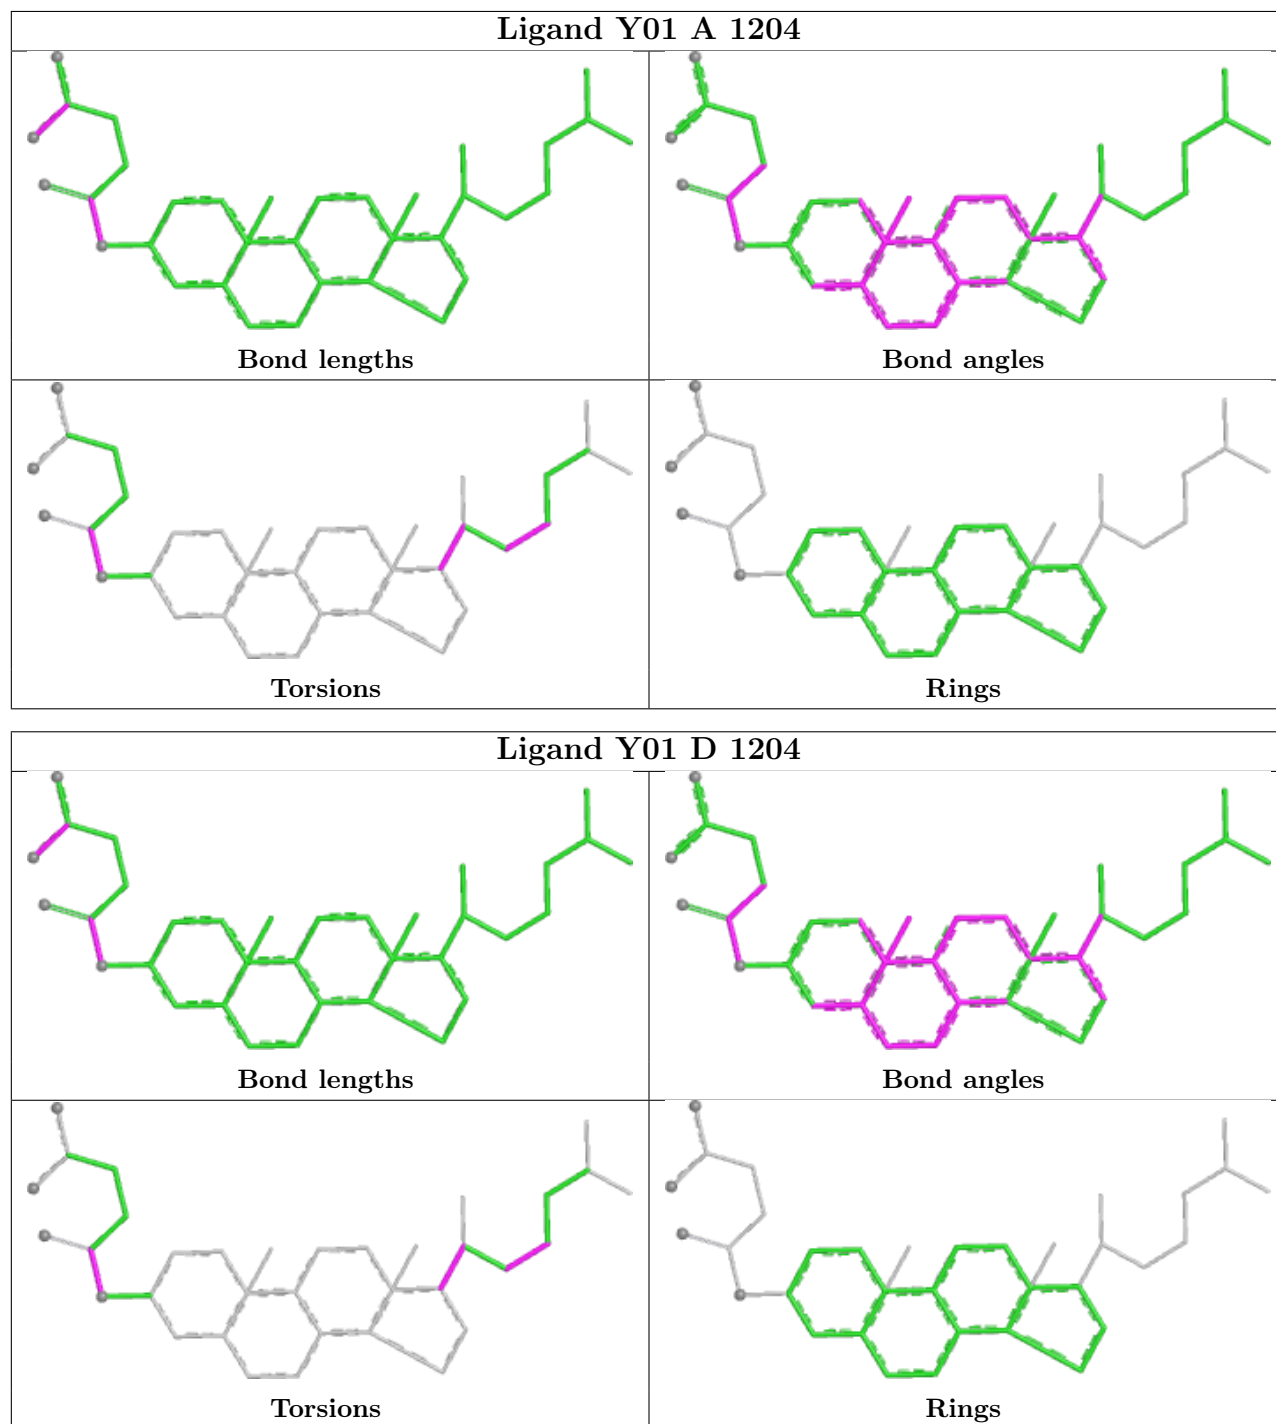 Ligand Y01 A 1204
Bond lengths
Bond angles
Torsions
Rings
Ligand Y01 D 1204
Bond lengths
Bond angles
Torsions
Rings